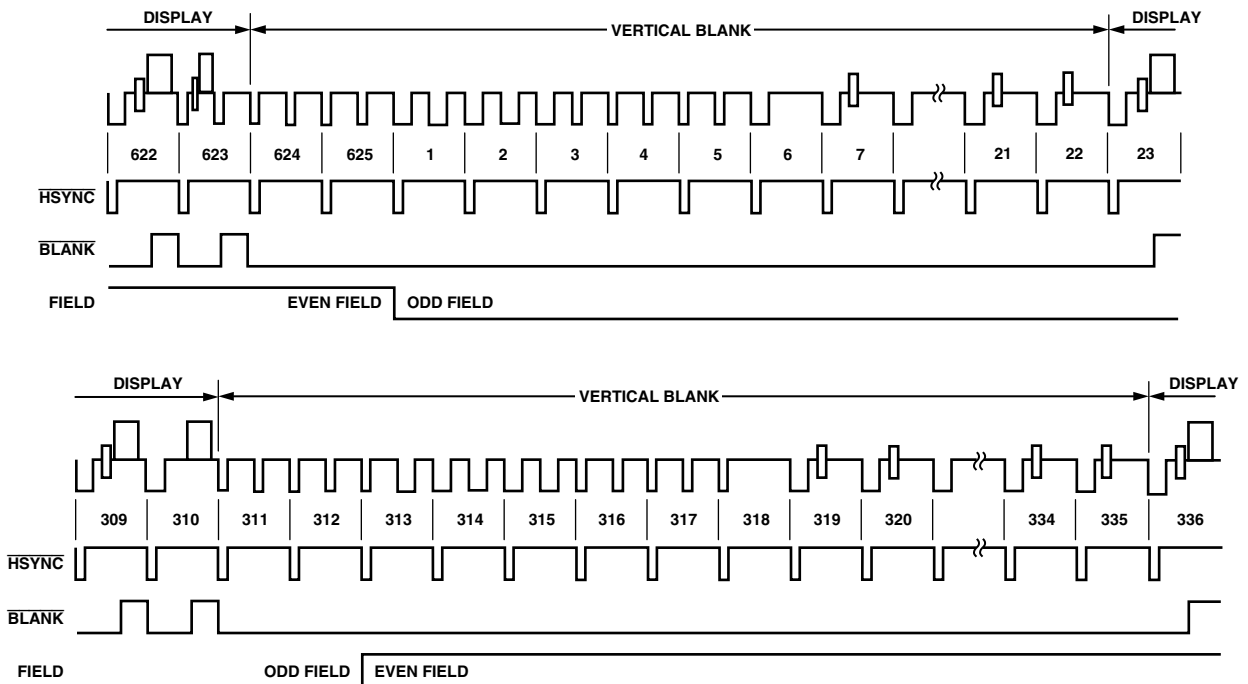 DISPLAY VERTICAL BLANK DISPLAY
622 623 624 625 1 2 3 4 5 6 7 21 22 23
HSYNC
BLANK
FIELD EVEN FIELD ODD FIELD
DISPLAY VERTICAL BLANK DISPLAY
309 310 311 312 313 314 315 316 317 318 319 320 334 335 336
HSYNC
BLANK
FIELD ODD FIELD EVEN FIELD